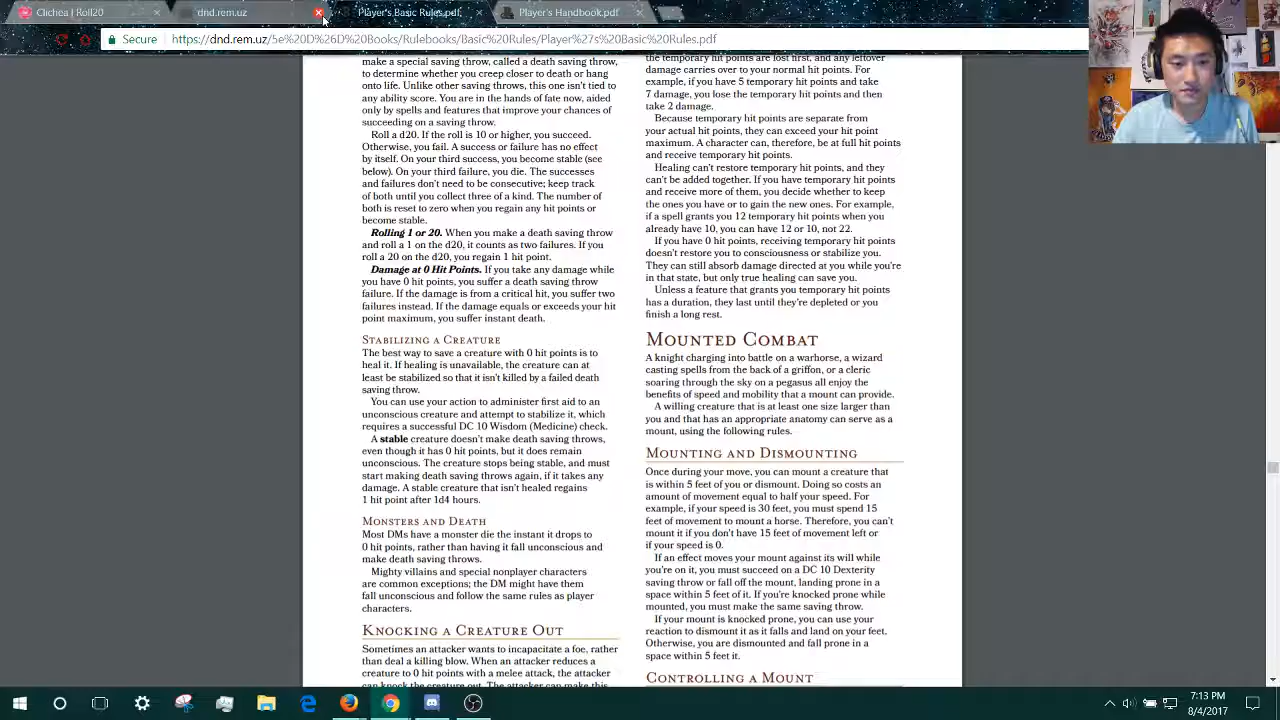 Clichea | Roll20
dnd.rem.uz
Player's Basic Rules.pdf
Player's Handbook.pdf
Secure
https://dnd.rem.uz/5e%20D%26D%20Books/Rulebooks/Basic%20Rules/Player%27s%20Basic%20Rules.pdf
make a special saving throw, called a death saving throw,
to determine whether you creep closer to death or hang
onto life. Unlike other saving throws, this one isn't tied to
any ability score. You are in the hands of fate now, aided
only by spells and features that improve your chances of
succeeding on a saving throw.
Roll a d20. If the roll is 10 or higher, you succeed.
Otherwise, you fail. A success or failure has no effect
by itself. On your third success, you become stable (see
below). On your third failure, you die. The successes
and failures don't need to be consecutive; keep track
of both until you collect three of a kind. The number of
both is reset to zero when you regain any hit points or
become stable.
Rolling 1 or 20. When you make a death saving throw
and roll a 1 on the d20, it counts as two failures. If you
roll a 20 on the d20, you regain 1 hit point.
Damage at 0 Hit Points. If you take any damage while
you have 0 hit points, you suffer a death saving throw
failure. If the damage is from a critical hit, you suffer two
failures instead. If the damage equals or exceeds your hit
point maximum, you suffer instant death.
Stabilizing a Creature
The best way to save a creature with 0 hit points is to
heal it. If healing is unavailable, the creature can at
least be stabilized so that it isn't killed by a failed death
saving throw.
You can use your action to administer first aid to an
unconscious creature and attempt to stabilize it, which
requires a successful DC 10 Wisdom (Medicine) check.
A stable creature doesn't make death saving throws,
even though it has 0 hit points, but it does remain
unconscious. The creature stops being stable, and must
start making death saving throws again, if it takes any
damage. A stable creature that isn't healed regains
1 hit point after 1d4 hours.
Monsters and Death
Most DMs have a monster die the instant it drops to
0 hit points, rather than having it fall unconscious and
make death saving throws.
Mighty villains and special nonplayer characters
are common exceptions; the DM might have them
fall unconscious and follow the same rules as player
characters.
Knocking a Creature Out
Sometimes an attacker wants to incapacitate a foe, rather
than deal a killing blow. When an attacker reduces a
creature to 0 hit points with a melee attack, the attacker
can knock the creature out. The attacker can make this
the temporary hit points are lost first, and any leftover
damage carries over to your normal hit points. For
example, if you have 5 temporary hit points and take
7 damage, you lose the temporary hit points and then
take 2 damage.
Because temporary hit points are separate from
your actual hit points, they can exceed your hit point
maximum. A character can, therefore, be at full hit points
and receive temporary hit points.
Healing can't restore temporary hit points, and they
can't be added together. If you have temporary hit points
and receive more of them, you decide whether to keep
the ones you have or to gain the new ones. For example,
if a spell grants you 12 temporary hit points when you
already have 10, you can have 12 or 10, not 22.
If you have 0 hit points, receiving temporary hit points
doesn't restore you to consciousness or stabilize you.
They can still absorb damage directed at you while you're
in that state, but only true healing can save you.
Unless a feature that grants you temporary hit points
has a duration, they last until they're depleted or you
finish a long rest.
Mounted Combat
A knight charging into battle on a warhorse, a wizard
casting spells from the back of a griffon, or a cleric
soaring through the sky on a pegasus all enjoy the
benefits of speed and mobility that a mount can provide.
A willing creature that is at least one size larger than
you and that has an appropriate anatomy can serve as a
mount, using the following rules.
Mounting and Dismounting
Once during your move, you can mount a creature that
is within 5 feet of you or dismount. Doing so costs an
amount of movement equal to half your speed. For
example, if your speed is 30 feet, you must spend 15
feet of movement to mount a horse. Therefore, you can't
mount it if you don't have 15 feet of movement left or
if your speed is 0.
If an effect moves your mount against its will while
you're on it, you must succeed on a DC 10 Dexterity
saving throw or fall off the mount, landing prone in a
space within 5 feet of it. If you're knocked prone while
mounted, you must make the same saving throw.
If your mount is knocked prone, you can use your
reaction to dismount it as it falls and land on your feet.
Otherwise, you are dismounted and fall prone in a
space within 5 feet it.
Controlling a Mount
7:13 PM
8/4/2017